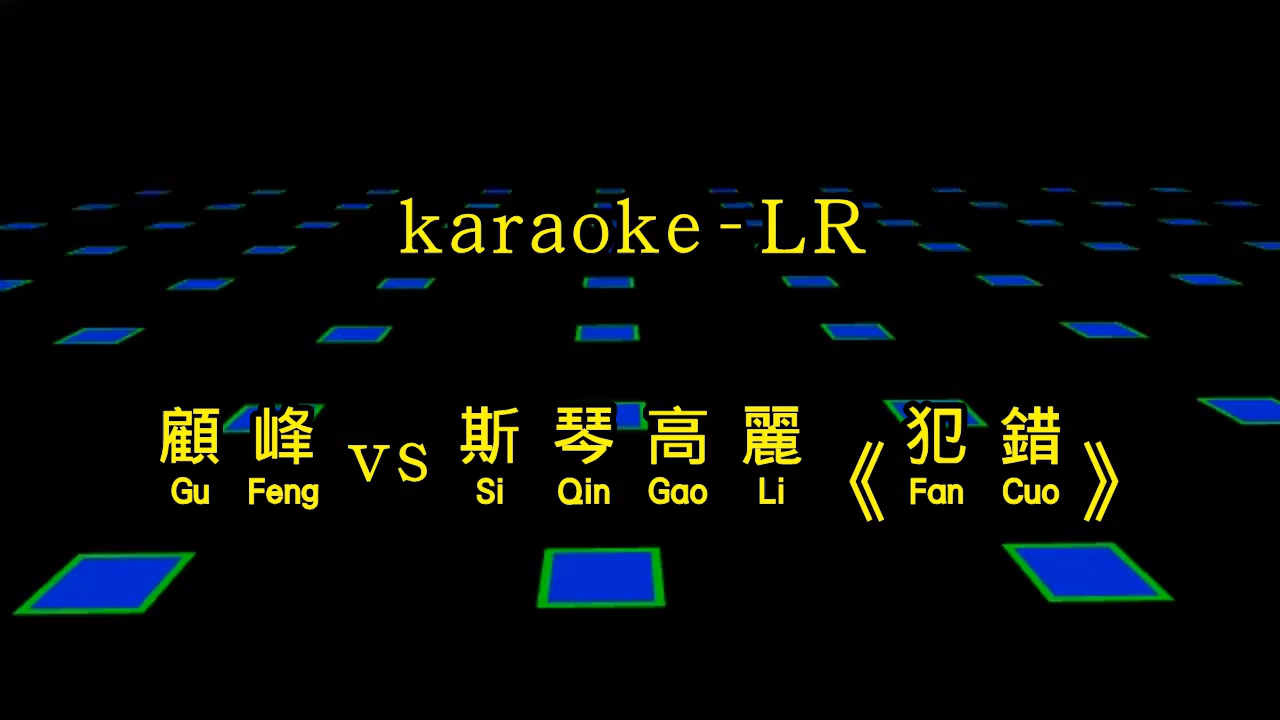 karaoke-LR
顧峰 vs 斯琴高麗《犯錯》
Gu Feng Si Qin Gao Li Fan Cuo